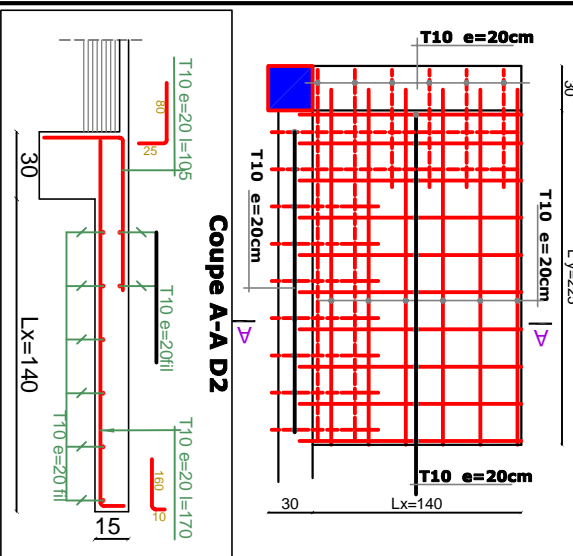 T10 e=20 l=105
80
25
30
Lx=140
T10 e=20fil
T10 e=20 fil
T10 e=20 l=170
160
10
15
Coupe A-A D2
T10 e=20cm
30
T10 e=20cm
T10 e=20cm
A
A
T10 e=20cm
30
Lx=140